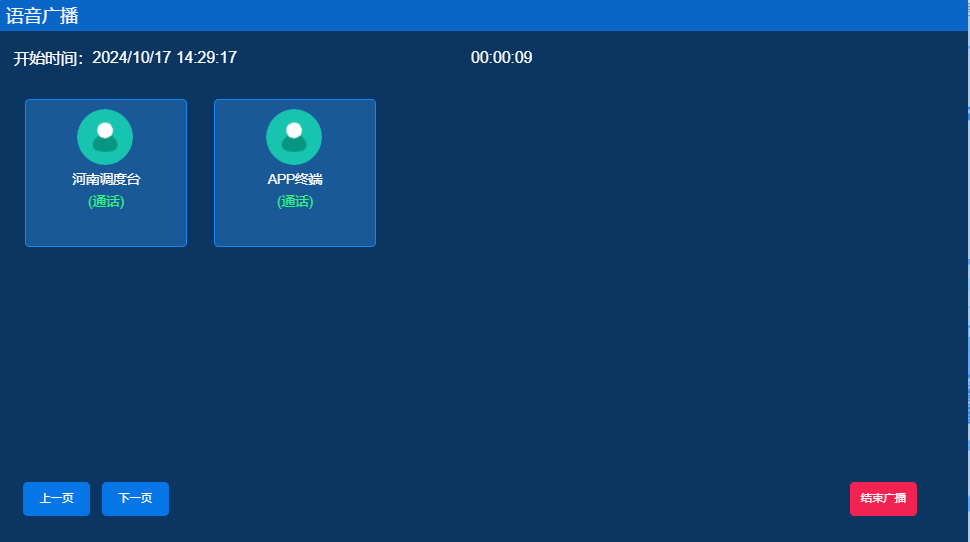 语音广播
开始时间：2024/10/17 14:29:17 00:00:09
河南调度台 APP终端
(通话) (通话)
上一页 下一页 结束广播